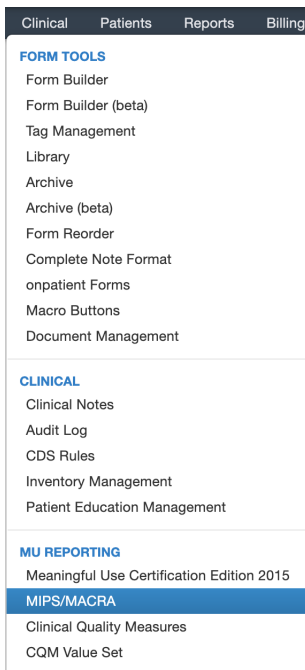 Clinical Patients Reports Billing
FORM TOOLS
Form Builder
Form Builder (beta)
Tag Management
Library
Archive
Archive (beta)
Form Reorder
Complete Note Format
onpatient Forms
Macro Buttons
Document Management
CLINICAL
Clinical Notes
Audit Log
CDS Rules
Inventory Management
Patient Education Management
MU REPORTING
Meaningful Use Certification Edition 2015
MIPS/MACRA
Clinical Quality Measures
CQM Value Set